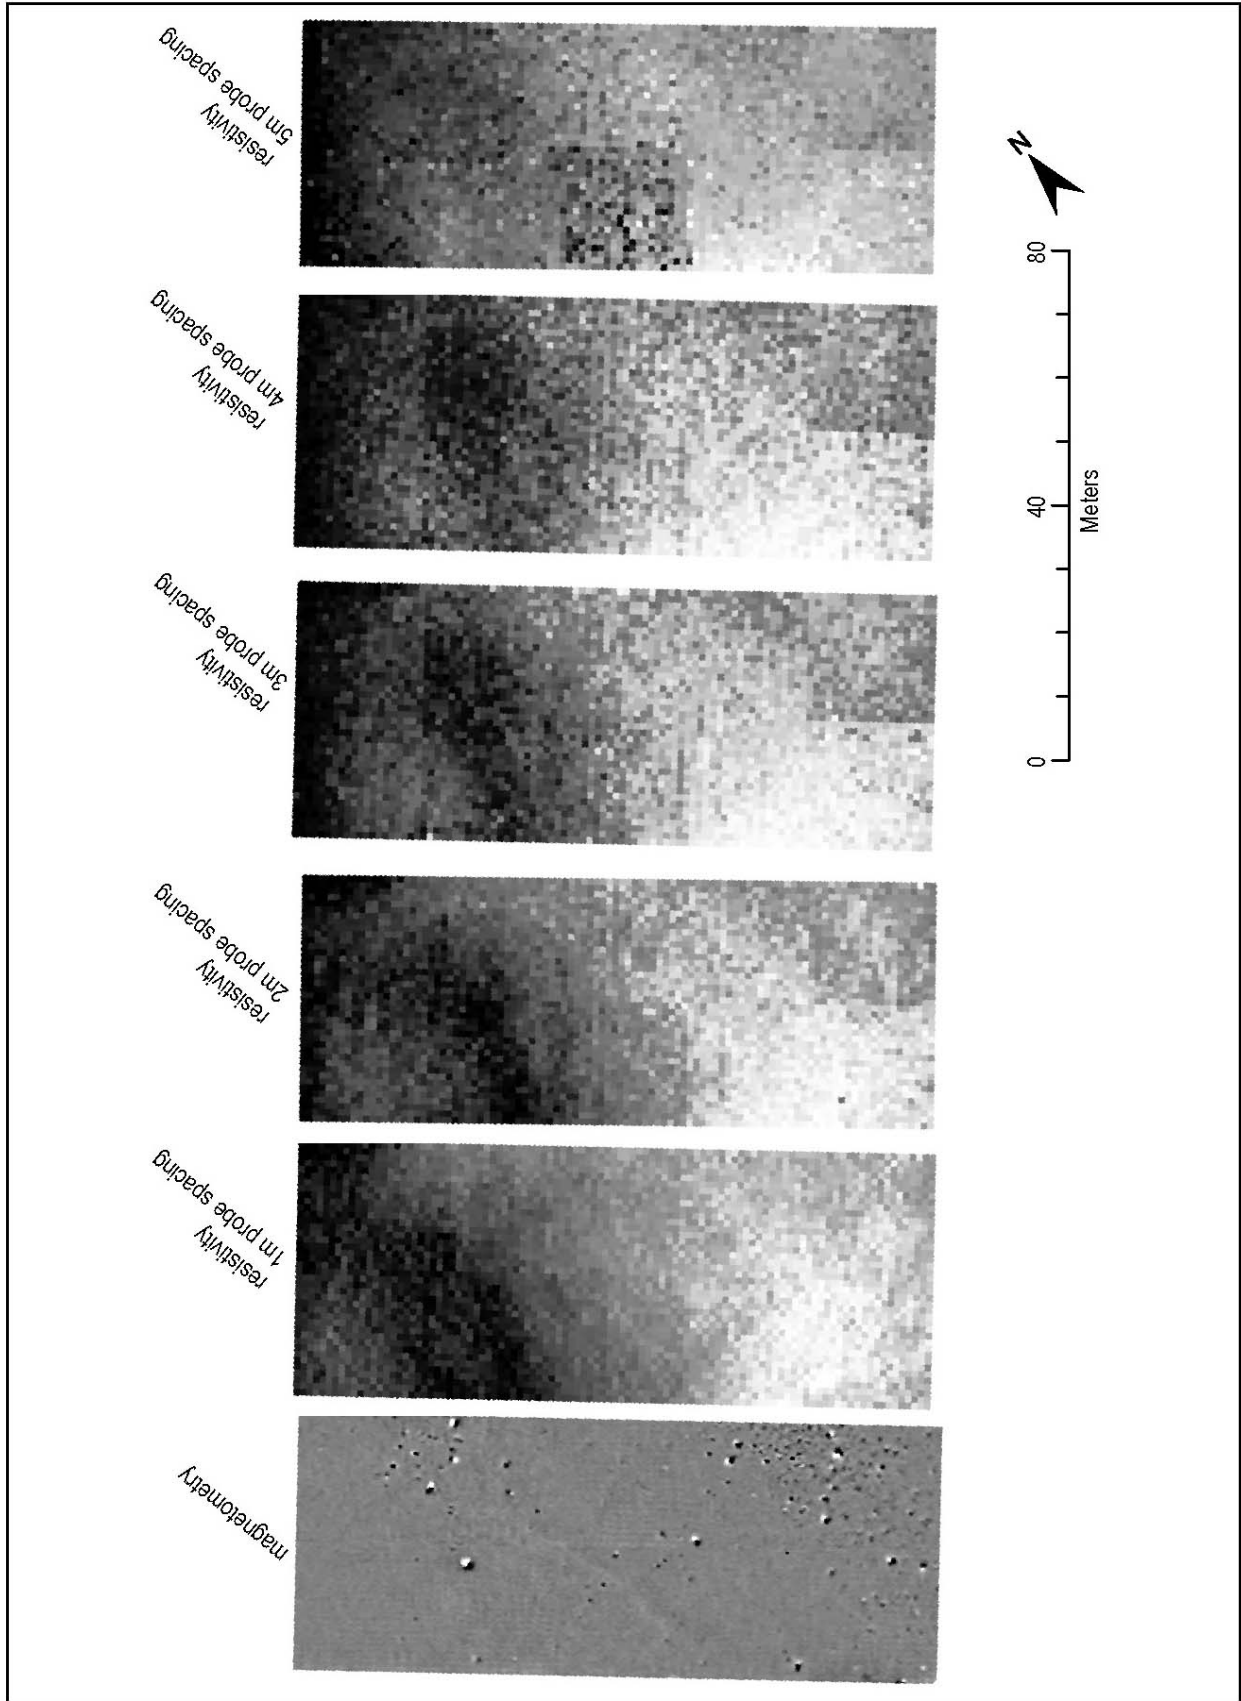 resistivity
5m probe spacing
resistivity
4m probe spacing
resistivity
3m probe spacing
resistivity
2m probe spacing
resistivity
1m probe spacing
magnetometry
N
0
40
80
Meters